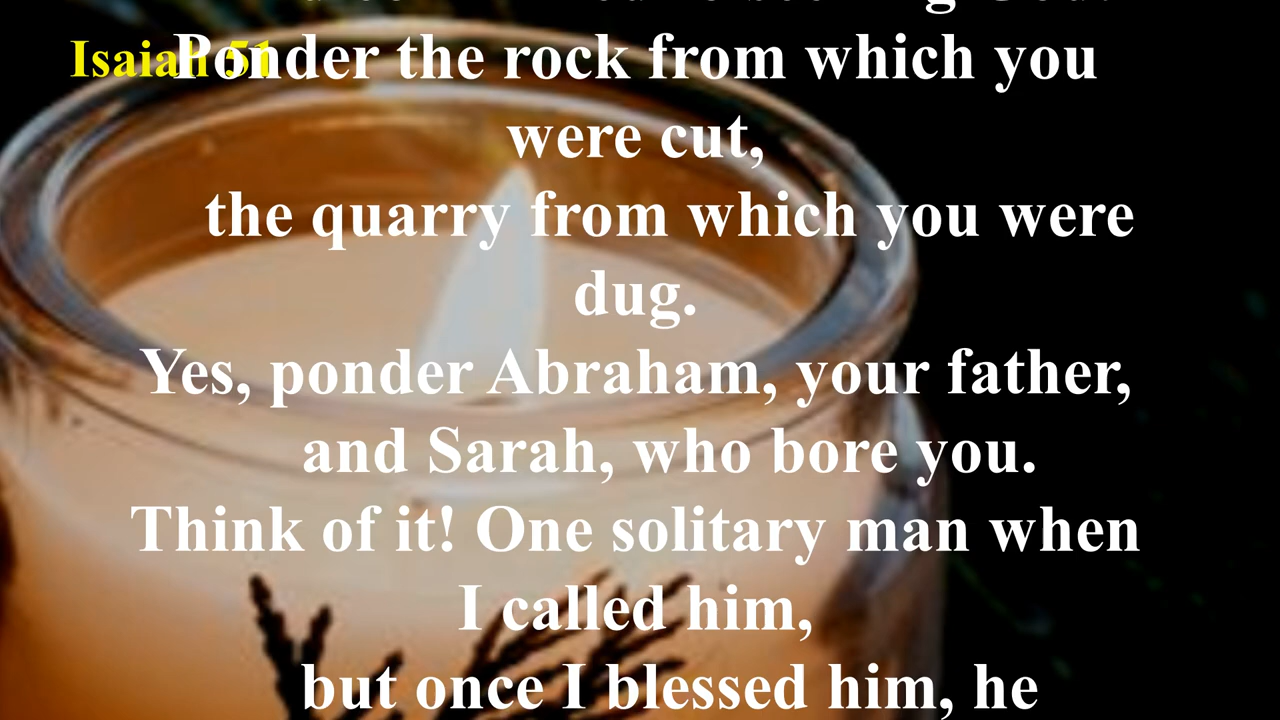 Isaiah 51
Ponder the rock from which you
were cut,
the quarry from which you were
dug.
Yes, ponder Abraham, your father,
and Sarah, who bore you.
Think of it! One solitary man when
I called him,
but once I blessed him, he